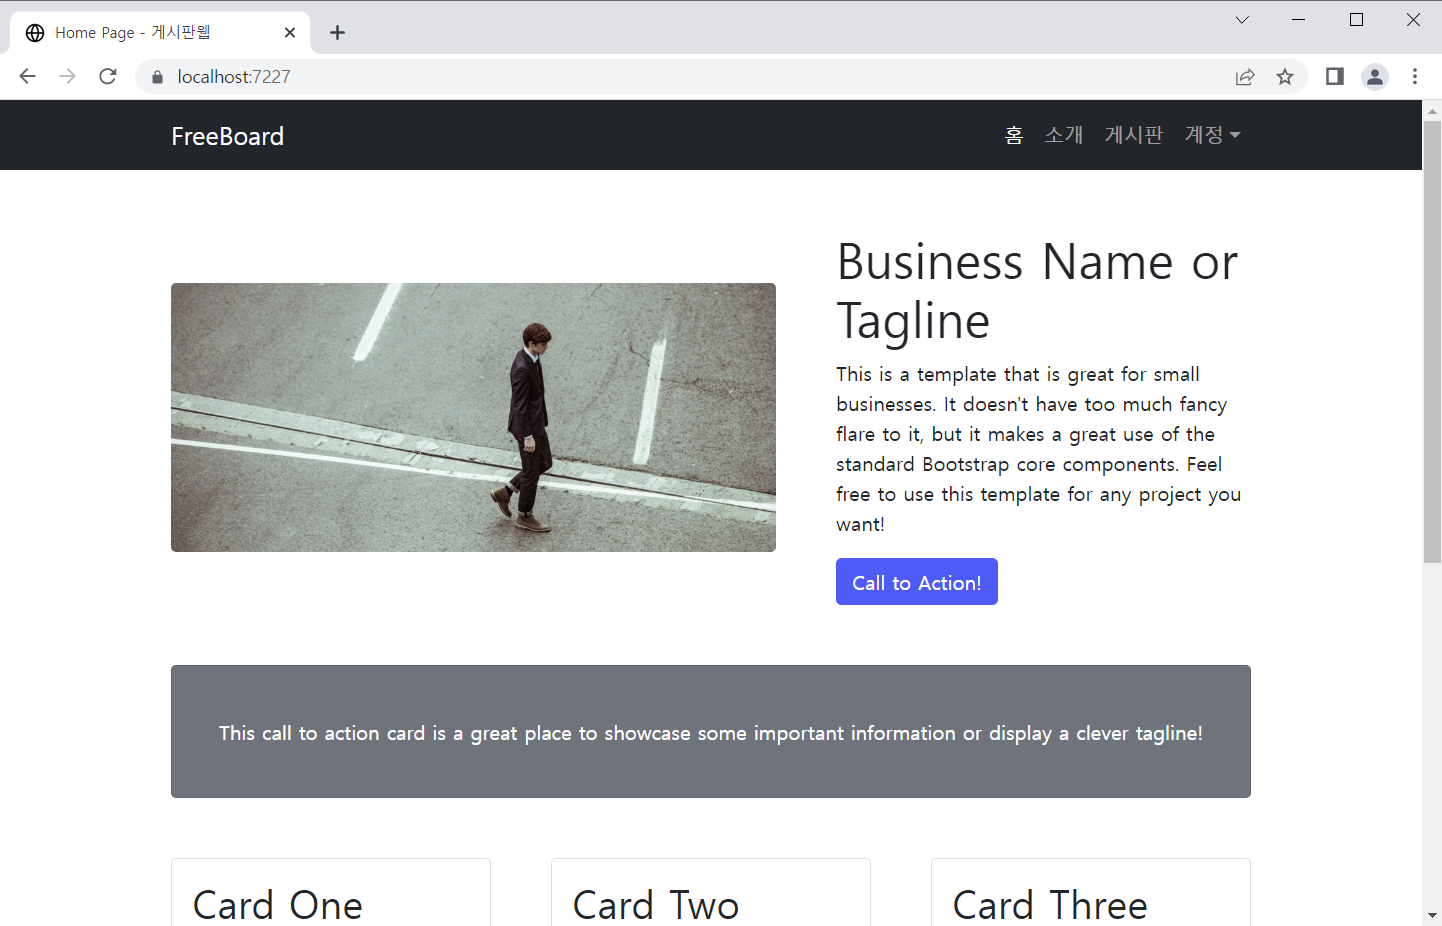 Home Page - 게시판웹
localhost:7227
FreeBoard
홈 소개 게시판 계정
Business Name or
Tagline
This is a template that is great for small
businesses. It doesn't have too much fancy
flare to it, but it makes a great use of the
standard Bootstrap core components. Feel
free to use this template for any project you
want!
Call to Action!
This call to action card is a great place to showcase some important information or display a clever tagline!
Card One
Card Two
Card Three